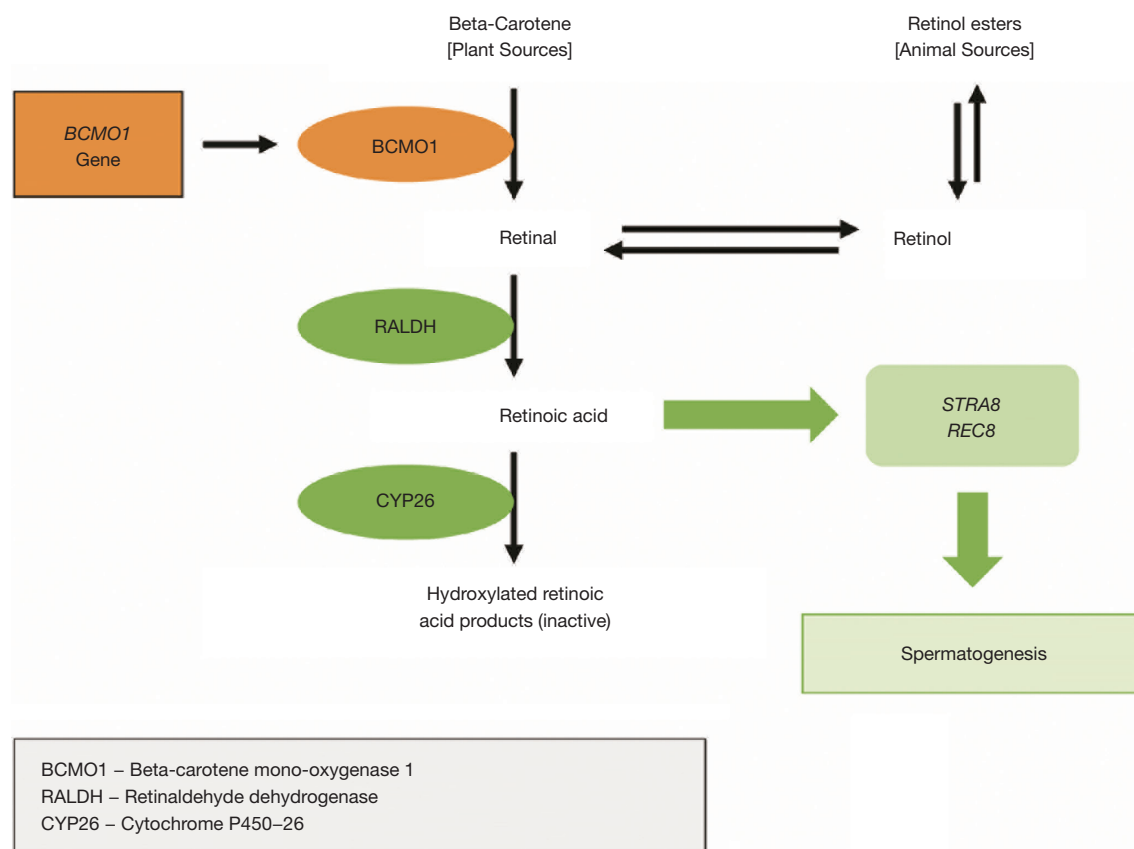 Beta-Carotene
[Plant Sources]
Retinol esters
[Animal Sources]
BCMO1
Gene
BCMO1
Retinal
Retinol
RALDH
Retinoic acid
STRA8
REC8
CYP26
Hydroxylated retinoic
acid products (inactive)
Spermatogenesis
BCMO1 – Beta-carotene mono-oxygenase 1
RALDH – Retinaldehyde dehydrogenase
CYP26 – Cytochrome P450–26